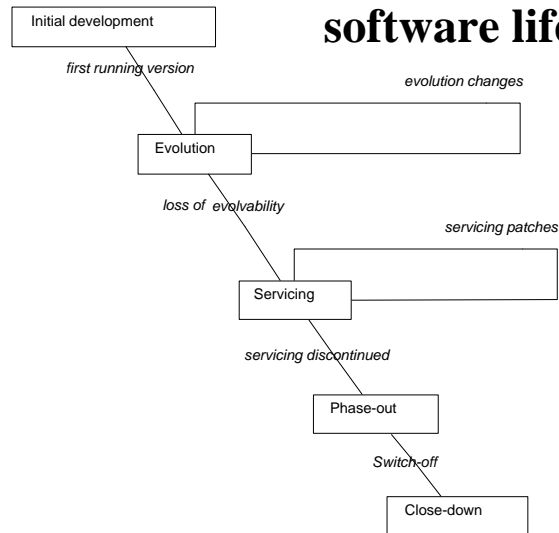 software life
Initial development
first running version
evolution changes
Evolution
loss of evolvability
servicing patches
Servicing
servicing discontinued
Phase-out
Switch-off
Close-down